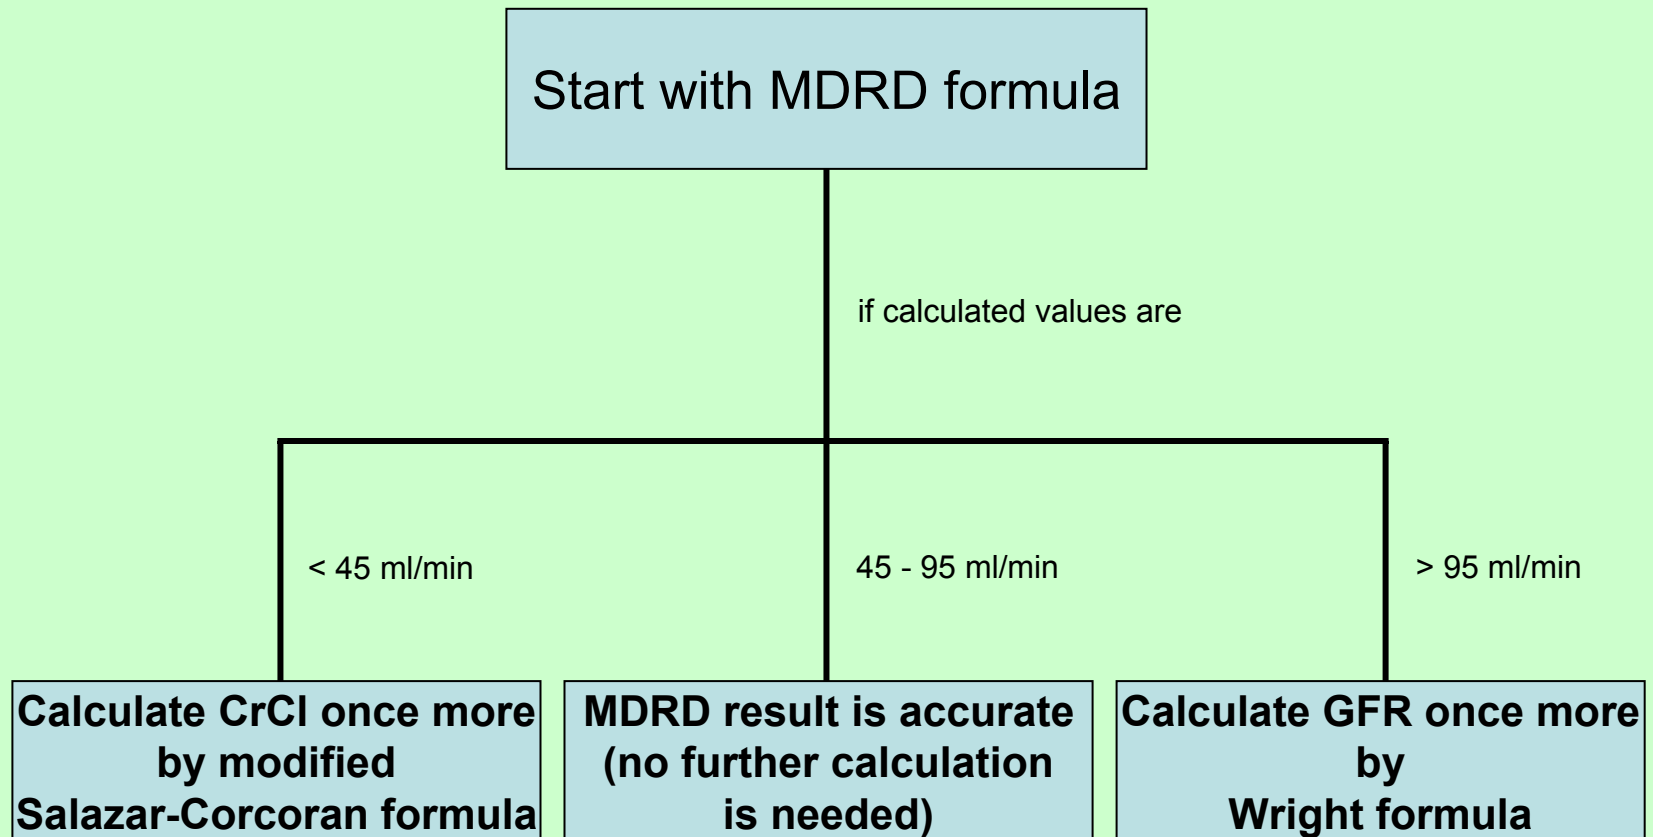 Start with MDRD formula
if calculated values are
< 45 ml/min
45 - 95 ml/min
> 95 ml/min
Calculate CrCl once more
by modified
Salazar-Corcoran formula
MDRD result is accurate
(no further calculation
is needed)
Calculate GFR once more
by
Wright formula